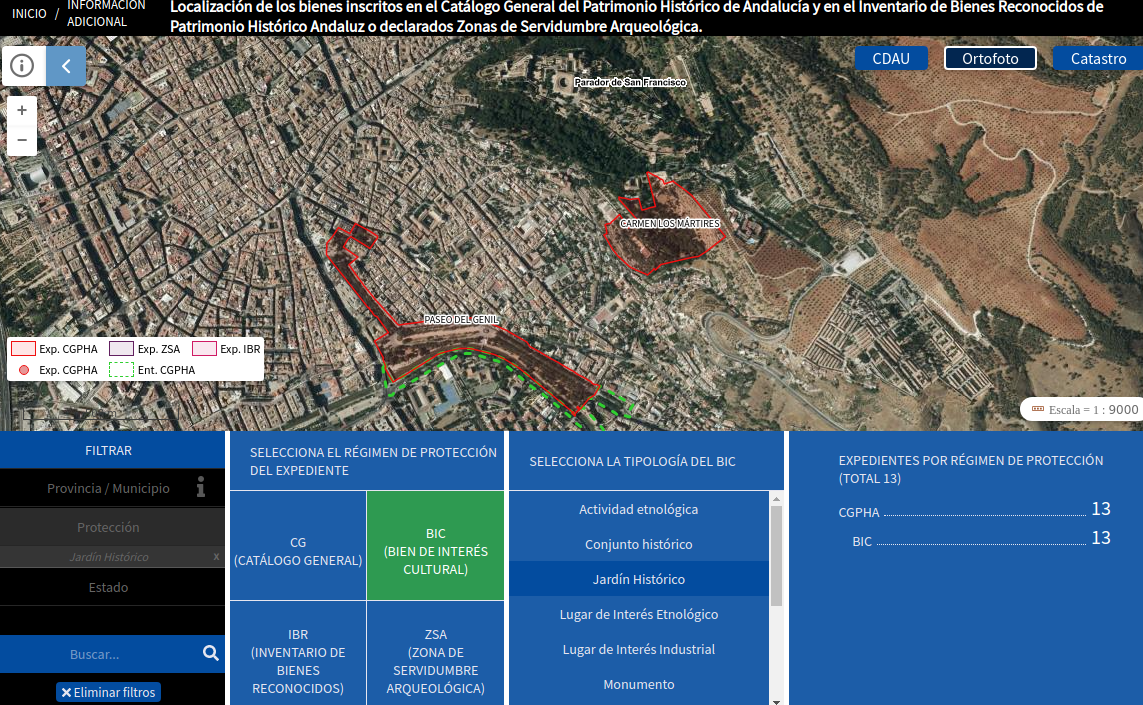 INICIO / INFORMACIÓN ADICIONAL
Localización de los bienes inscritos en el Catálogo General del Patrimonio Histórico de Andalucía y en el Inventario de Bienes Reconocidos de
Patrimonio Histórico Andaluz o declarados Zonas de Servidumbre Arqueológica.
CDAU
Ortofoto
Catastro
+
−
Parador de San Francisco
CARMEN LOS MÁRTIRES
PASEO DEL GENIL
Exp. CGPHA
Exp. ZSA
Exp. IBR
Exp. CGPHA
Ent. CGPHA
Escala = 1 : 9000
FILTRAR
Provincia / Municipio
Protección
Jardín Histórico x
Estado
Buscar...
Eliminar filtros
SELECCIONA EL RÉGIMEN DE PROTECCIÓN
DEL EXPEDIENTE
CG
(CATÁLOGO GENERAL)
BIC
(BIEN DE INTERÉS
CULTURAL)
IBR
(INVENTARIO DE
BIENES
RECONOCIDOS)
ZSA
(ZONA DE
SERVIDUMBRE
ARQUEOLÓGICA)
SELECCIONA LA TIPOLOGÍA DEL BIC
Actividad etnológica
Conjunto histórico
Jardín Histórico
Lugar de Interés Etnológico
Lugar de Interés Industrial
Monumento
EXPEDIENTES POR RÉGIMEN DE PROTECCIÓN
(TOTAL 13)
CGPHA 13
BIC 13